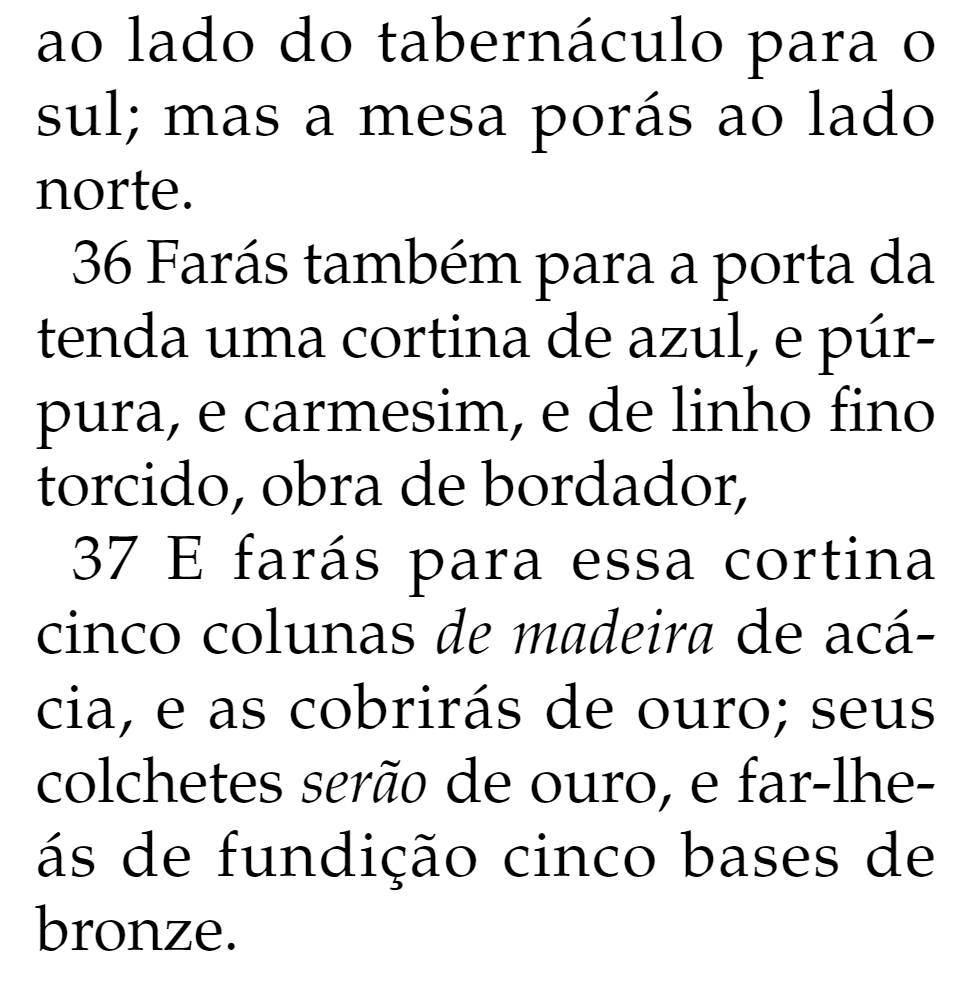 ao lado do tabernáculo para o
sul; mas a mesa porás ao lado
norte.
36 Farás também para a porta da
tenda uma cortina de azul, e púr-
pura, e carmesim, e de linho fino
torcido, obra de bordador,
37 E farás para essa cortina
cinco colunas de madeira de acá-
cia, e as cobrirás de ouro; seus
colchetes serão de ouro, e far-lhe-
ás de fundição cinco bases de
bronze.